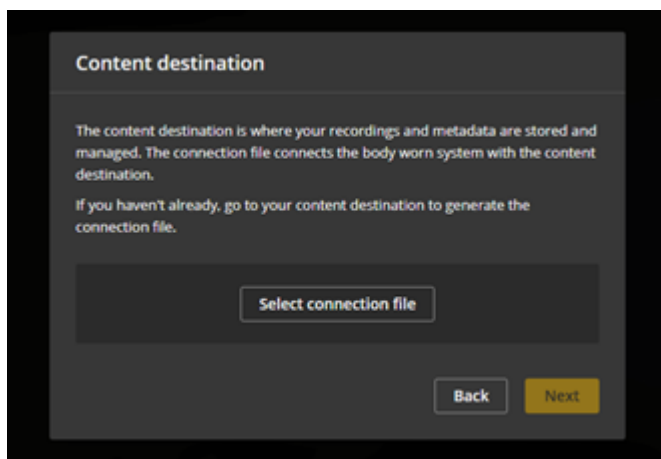 Content destination
The content destination is where your recordings and metadata are stored and
managed. The connection file connects the body worn system with the content
destination.
If you haven't already, go to your content destination to generate the
connection file.
Select connection file
Back
Next